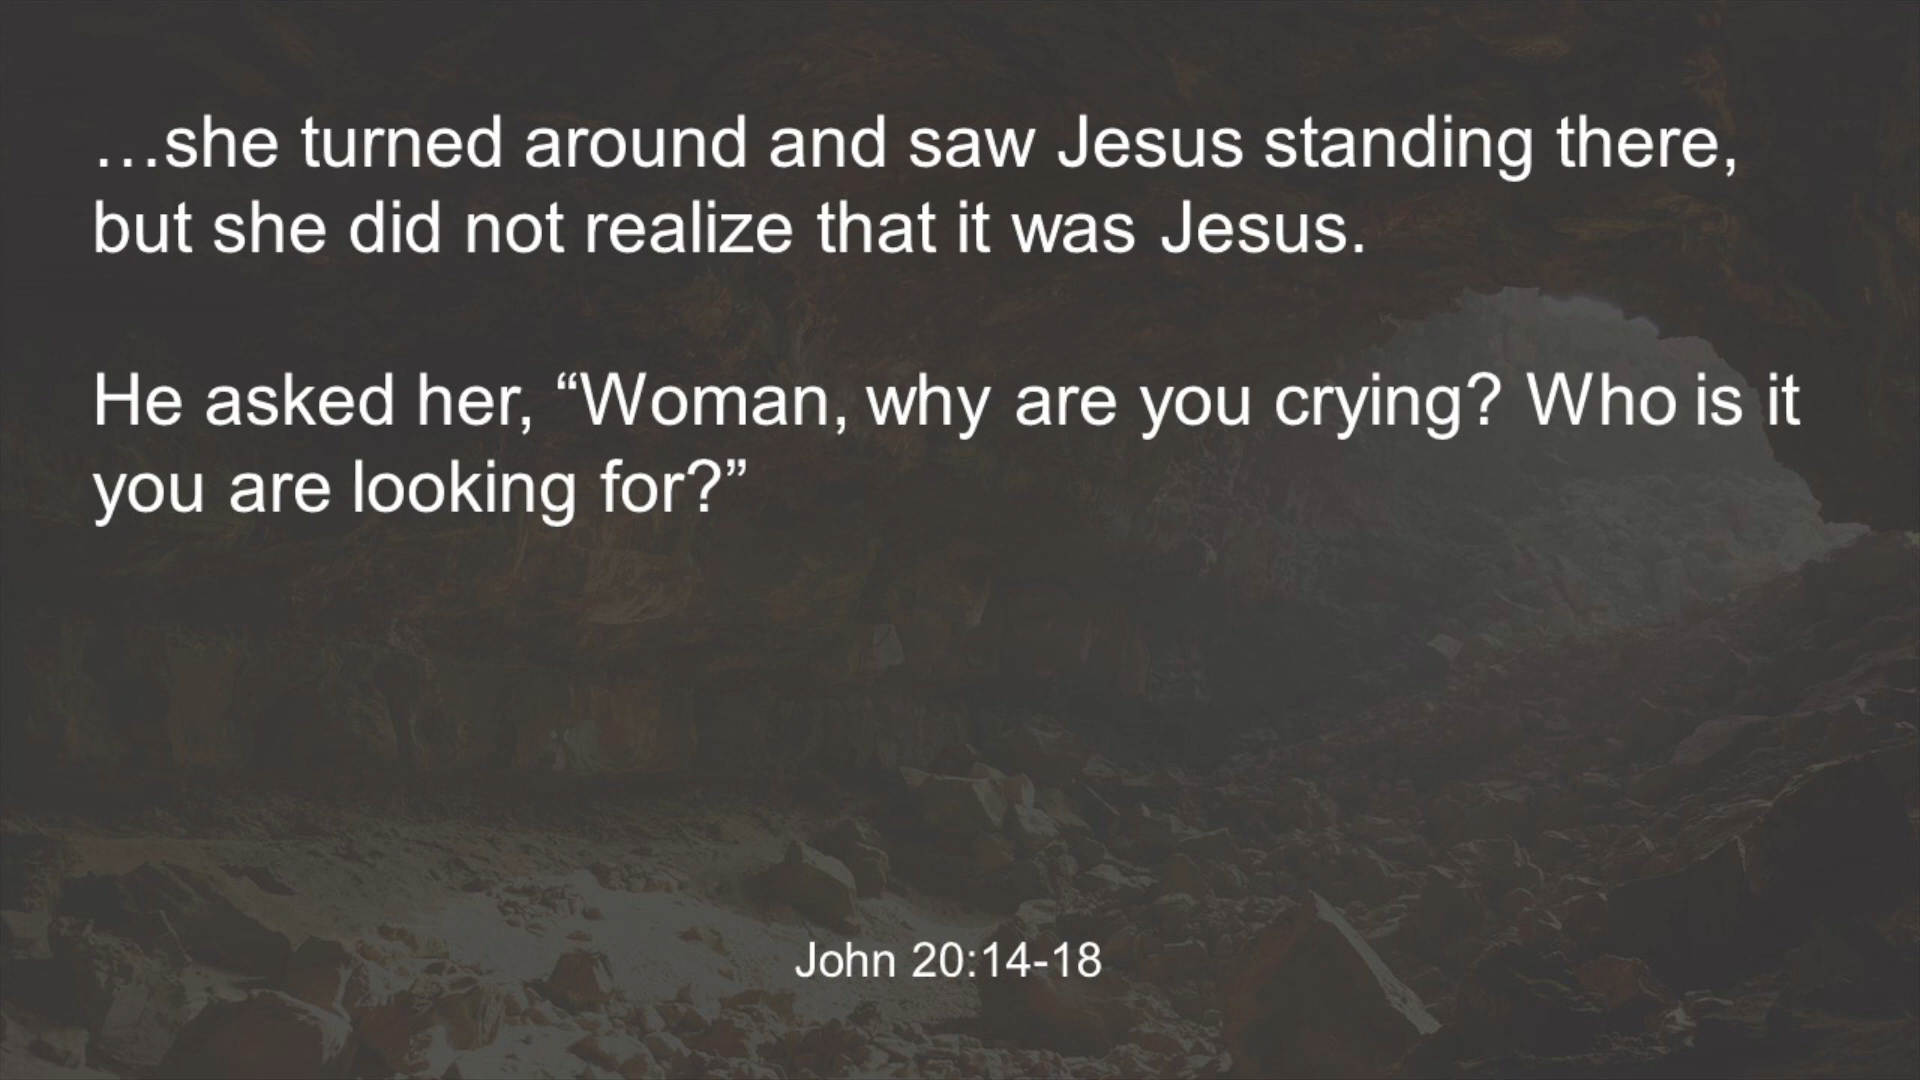 …she turned around and saw Jesus standing there,
but she did not realize that it was Jesus.
He asked her, “Woman, why are you crying? Who is it
you are looking for?”
John 20:14-18